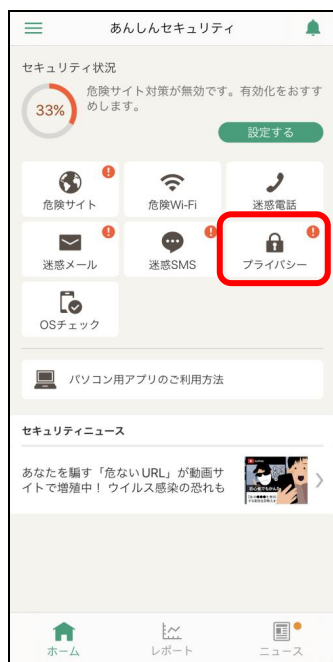 あんしんセキュリティ
セキュリティ状況
33%
危険サイト対策が無効です。有効化をおすす
めします。
設定する
危険サイト
危険Wi-Fi
迷惑電話
迷惑メール
迷惑SMS
プライバシー
OSチェック
パソコン用アプリのご利用方法
セキュリティニュース
あなたを騙す「危ないURL」が動画サ
イトで増殖中！ ウイルス感染の恐れも
ホーム
レポート
ニュース